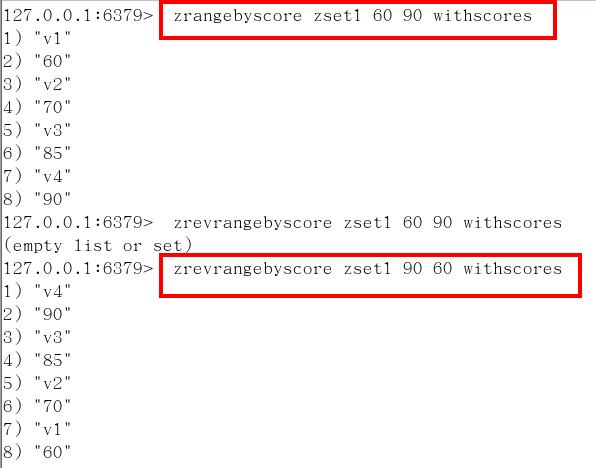 127.0.0.1:6379> zrangebyscore zset1 60 90 withscores
1) "v1"
2) "60"
3) "v2"
4) "70"
5) "v3"
6) "85"
7) "v4"
8) "90"
127.0.0.1:6379> zrevrangebyscore zset1 60 90 withscores
(empty list or set)
127.0.0.1:6379> zrevrangebyscore zset1 90 60 withscores
1) "v4"
2) "90"
3) "v3"
4) "85"
5) "v2"
6) "70"
7) "v1"
8) "60"